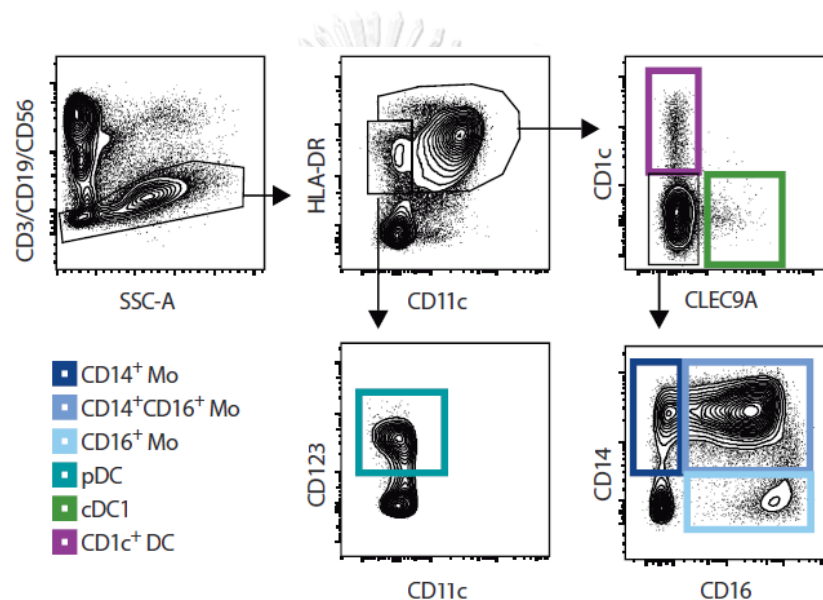 CD3/CD19/CD56
SSC-A
HLA-DR
CD11c
CD1c
CLEC9A
CD14⁺ Mo
CD14⁺CD16⁺ Mo
CD16⁺ Mo
pDC
cDC1
CD1c⁺ DC
CD123
CD11c
CD14
CD16